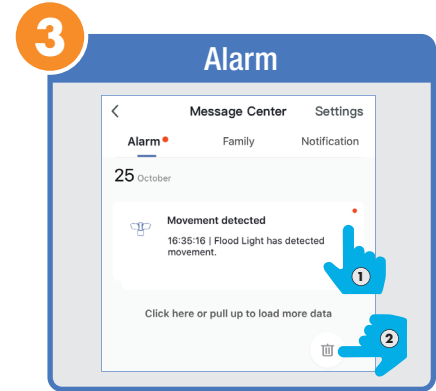 3
Alarm
< Message Center Settings
Alarm Family Notification
25 October
Movement detected
16:35:16 | Flood Light has detected
movement.
1
Click here or pull up to load more data
2